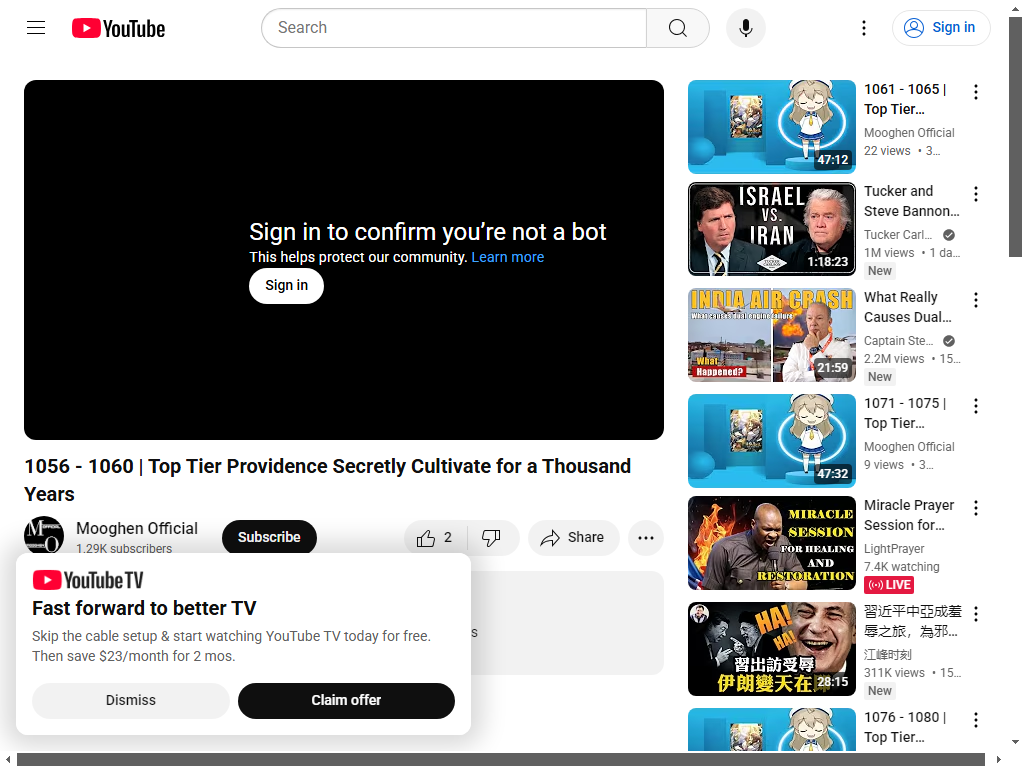 YouTube
Search
Sign in
Sign in to confirm you’re not a bot
This helps protect our community. Learn more
Sign in
1056 - 1060 | Top Tier Providence Secretly Cultivate for a Thousand
Years
Mooghen Official
1.29K subscribers
Subscribe
2
Share
YouTube TV
Fast forward to better TV
Skip the cable setup & start watching YouTube TV today for free.
Then save $23/month for 2 mos.
Dismiss
Claim offer
47:12
1061 - 1065 |
Top Tier…
Mooghen Official
22 views • 3…
ISRAEL
VS.
IRAN
1:18:23
Tucker and
Steve Bannon…
Tucker Carl…
1M views • 1 da…
New
INDIA AIR CRASH
What causes dual engine failure
What
Happened?
21:59
What Really
Causes Dual…
Captain Ste…
2.2M views • 15…
New
47:32
1071 - 1075 |
Top Tier…
Mooghen Official
9 views • 3…
MIRACLE
SESSION
FOR HEALING
AND
RESTORATION
Miracle Prayer
Session for…
LightPrayer
7.4K watching
LIVE
HA!
HA!
習出訪受辱
伊朗變天在
28:15
習近平中亞成羞
辱之旅，為邪…
江峰时刻
311K views • 15…
New
1076 - 1080 |
Top Tier…